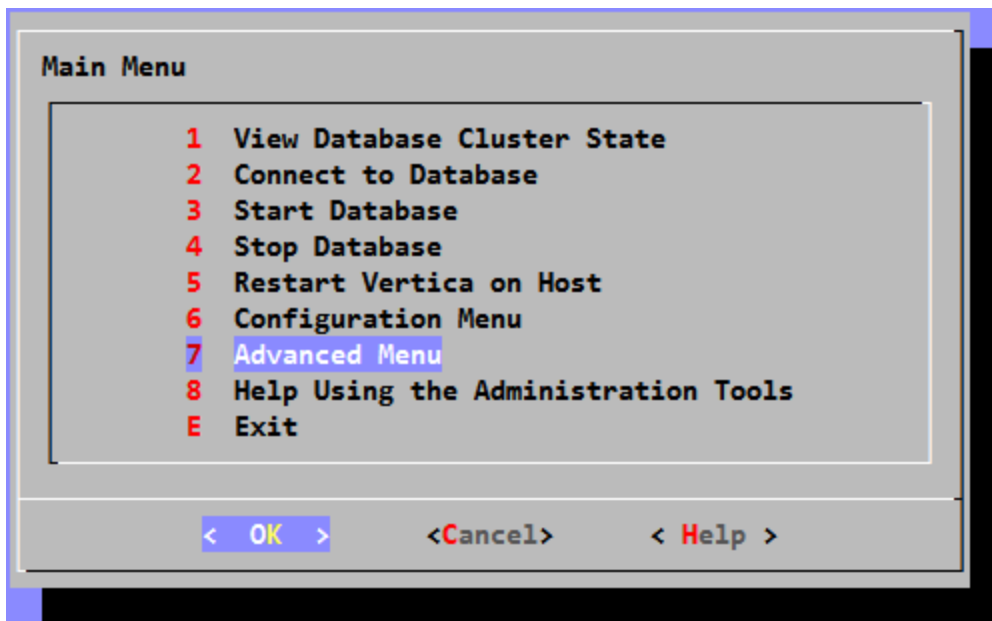 Main Menu
1 View Database Cluster State
2 Connect to Database
3 Start Database
4 Stop Database
5 Restart Vertica on Host
6 Configuration Menu
7 Advanced Menu
8 Help Using the Administration Tools
E Exit
< OK > <Cancel> < Help >